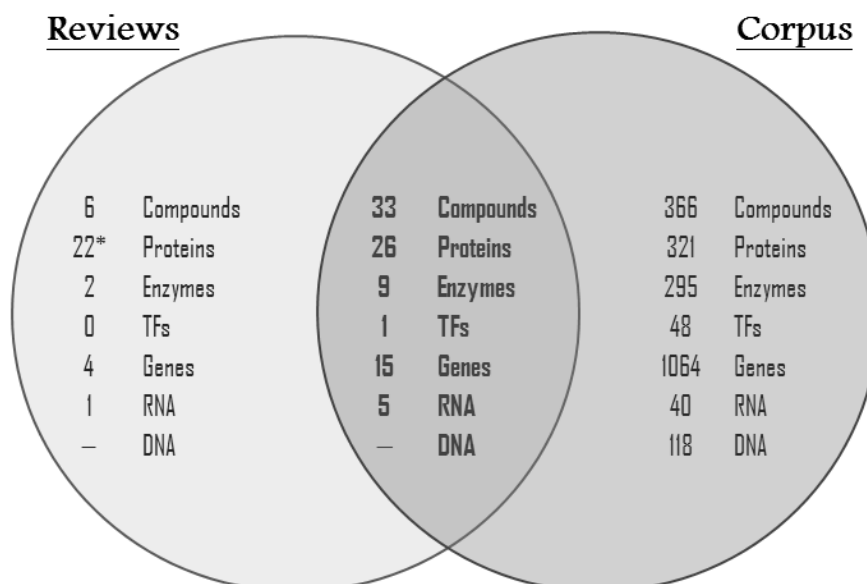 Reviews Corpus
6 Compounds 33 Compounds 366 Compounds
22* Proteins 26 Proteins 321 Proteins
2 Enzymes 9 Enzymes 295 Enzymes
0 TFs 1 TFs 48 TFs
4 Genes 15 Genes 1064 Genes
1 RNA 5 RNA 40 RNA
– DNA – DNA 118 DNA